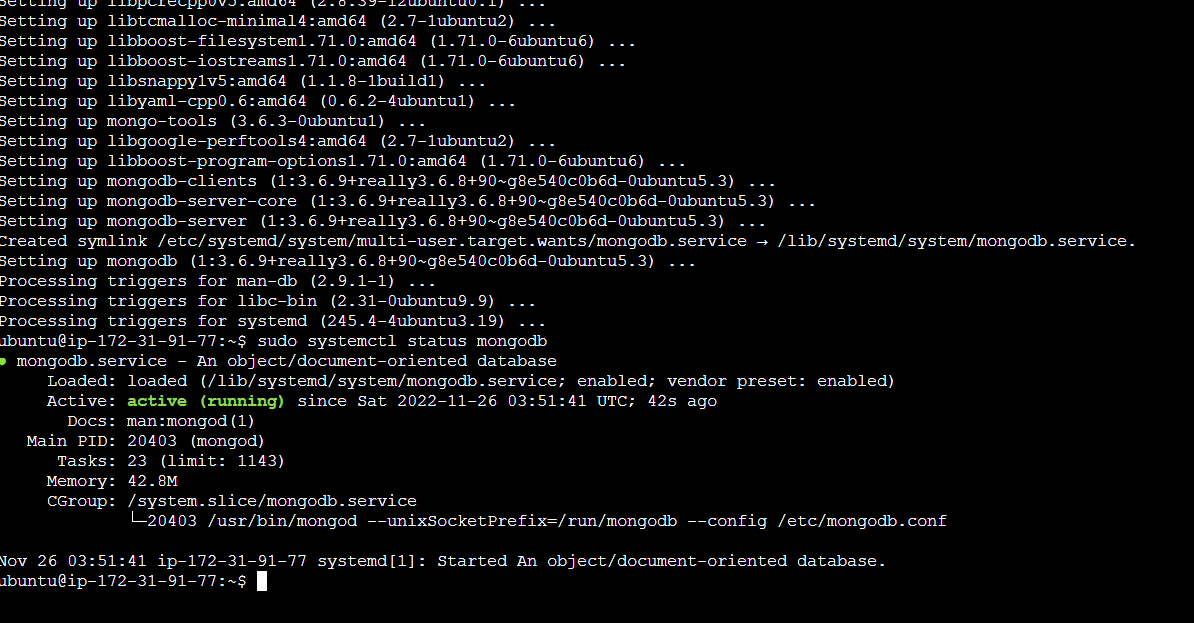 Setting up libpcrecpp0v5:amd64 (2:8.39-12ubuntu0.1) ...
Setting up libtcmalloc-minimal4:amd64 (2.7-1ubuntu2) ...
Setting up libboost-filesystem1.71.0:amd64 (1.71.0-6ubuntu6) ...
Setting up libboost-iostreams1.71.0:amd64 (1.71.0-6ubuntu6) ...
Setting up libsnappy1v5:amd64 (1.1.8-1build1) ...
Setting up libyaml-cpp0.6:amd64 (0.6.2-4ubuntu1) ...
Setting up mongo-tools (3.6.3-0ubuntu1) ...
Setting up libgoogle-perftools4:amd64 (2.7-1ubuntu2) ...
Setting up libboost-program-options1.71.0:amd64 (1.71.0-6ubuntu6) ...
Setting up mongodb-clients (1:3.6.9+really3.6.8+90~g8e540c0b6d-0ubuntu5.3) ...
Setting up mongodb-server-core (1:3.6.9+really3.6.8+90~g8e540c0b6d-0ubuntu5.3) ...
Setting up mongodb-server (1:3.6.9+really3.6.8+90~g8e540c0b6d-0ubuntu5.3) ...
Created symlink /etc/systemd/system/multi-user.target.wants/mongodb.service → /lib/systemd/system/mongodb.service.
Setting up mongodb (1:3.6.9+really3.6.8+90~g8e540c0b6d-0ubuntu5.3) ...
Processing triggers for man-db (2.9.1-1) ...
Processing triggers for libc-bin (2.31-0ubuntu9.9) ...
Processing triggers for systemd (245.4-4ubuntu3.19) ...
ubuntu@ip-172-31-91-77:~$ sudo systemctl status mongodb
● mongodb.service - An object/document-oriented database
Loaded: loaded (/lib/systemd/system/mongodb.service; enabled; vendor preset: enabled)
Active: active (running) since Sat 2022-11-26 03:51:41 UTC; 42s ago
Docs: man:mongod(1)
Main PID: 20403 (mongod)
Tasks: 23 (limit: 1143)
Memory: 42.8M
CGroup: /system.slice/mongodb.service
└─20403 /usr/bin/mongod --unixSocketPrefix=/run/mongodb --config /etc/mongodb.conf
Nov 26 03:51:41 ip-172-31-91-77 systemd[1]: Started An object/document-oriented database.
ubuntu@ip-172-31-91-77:~$